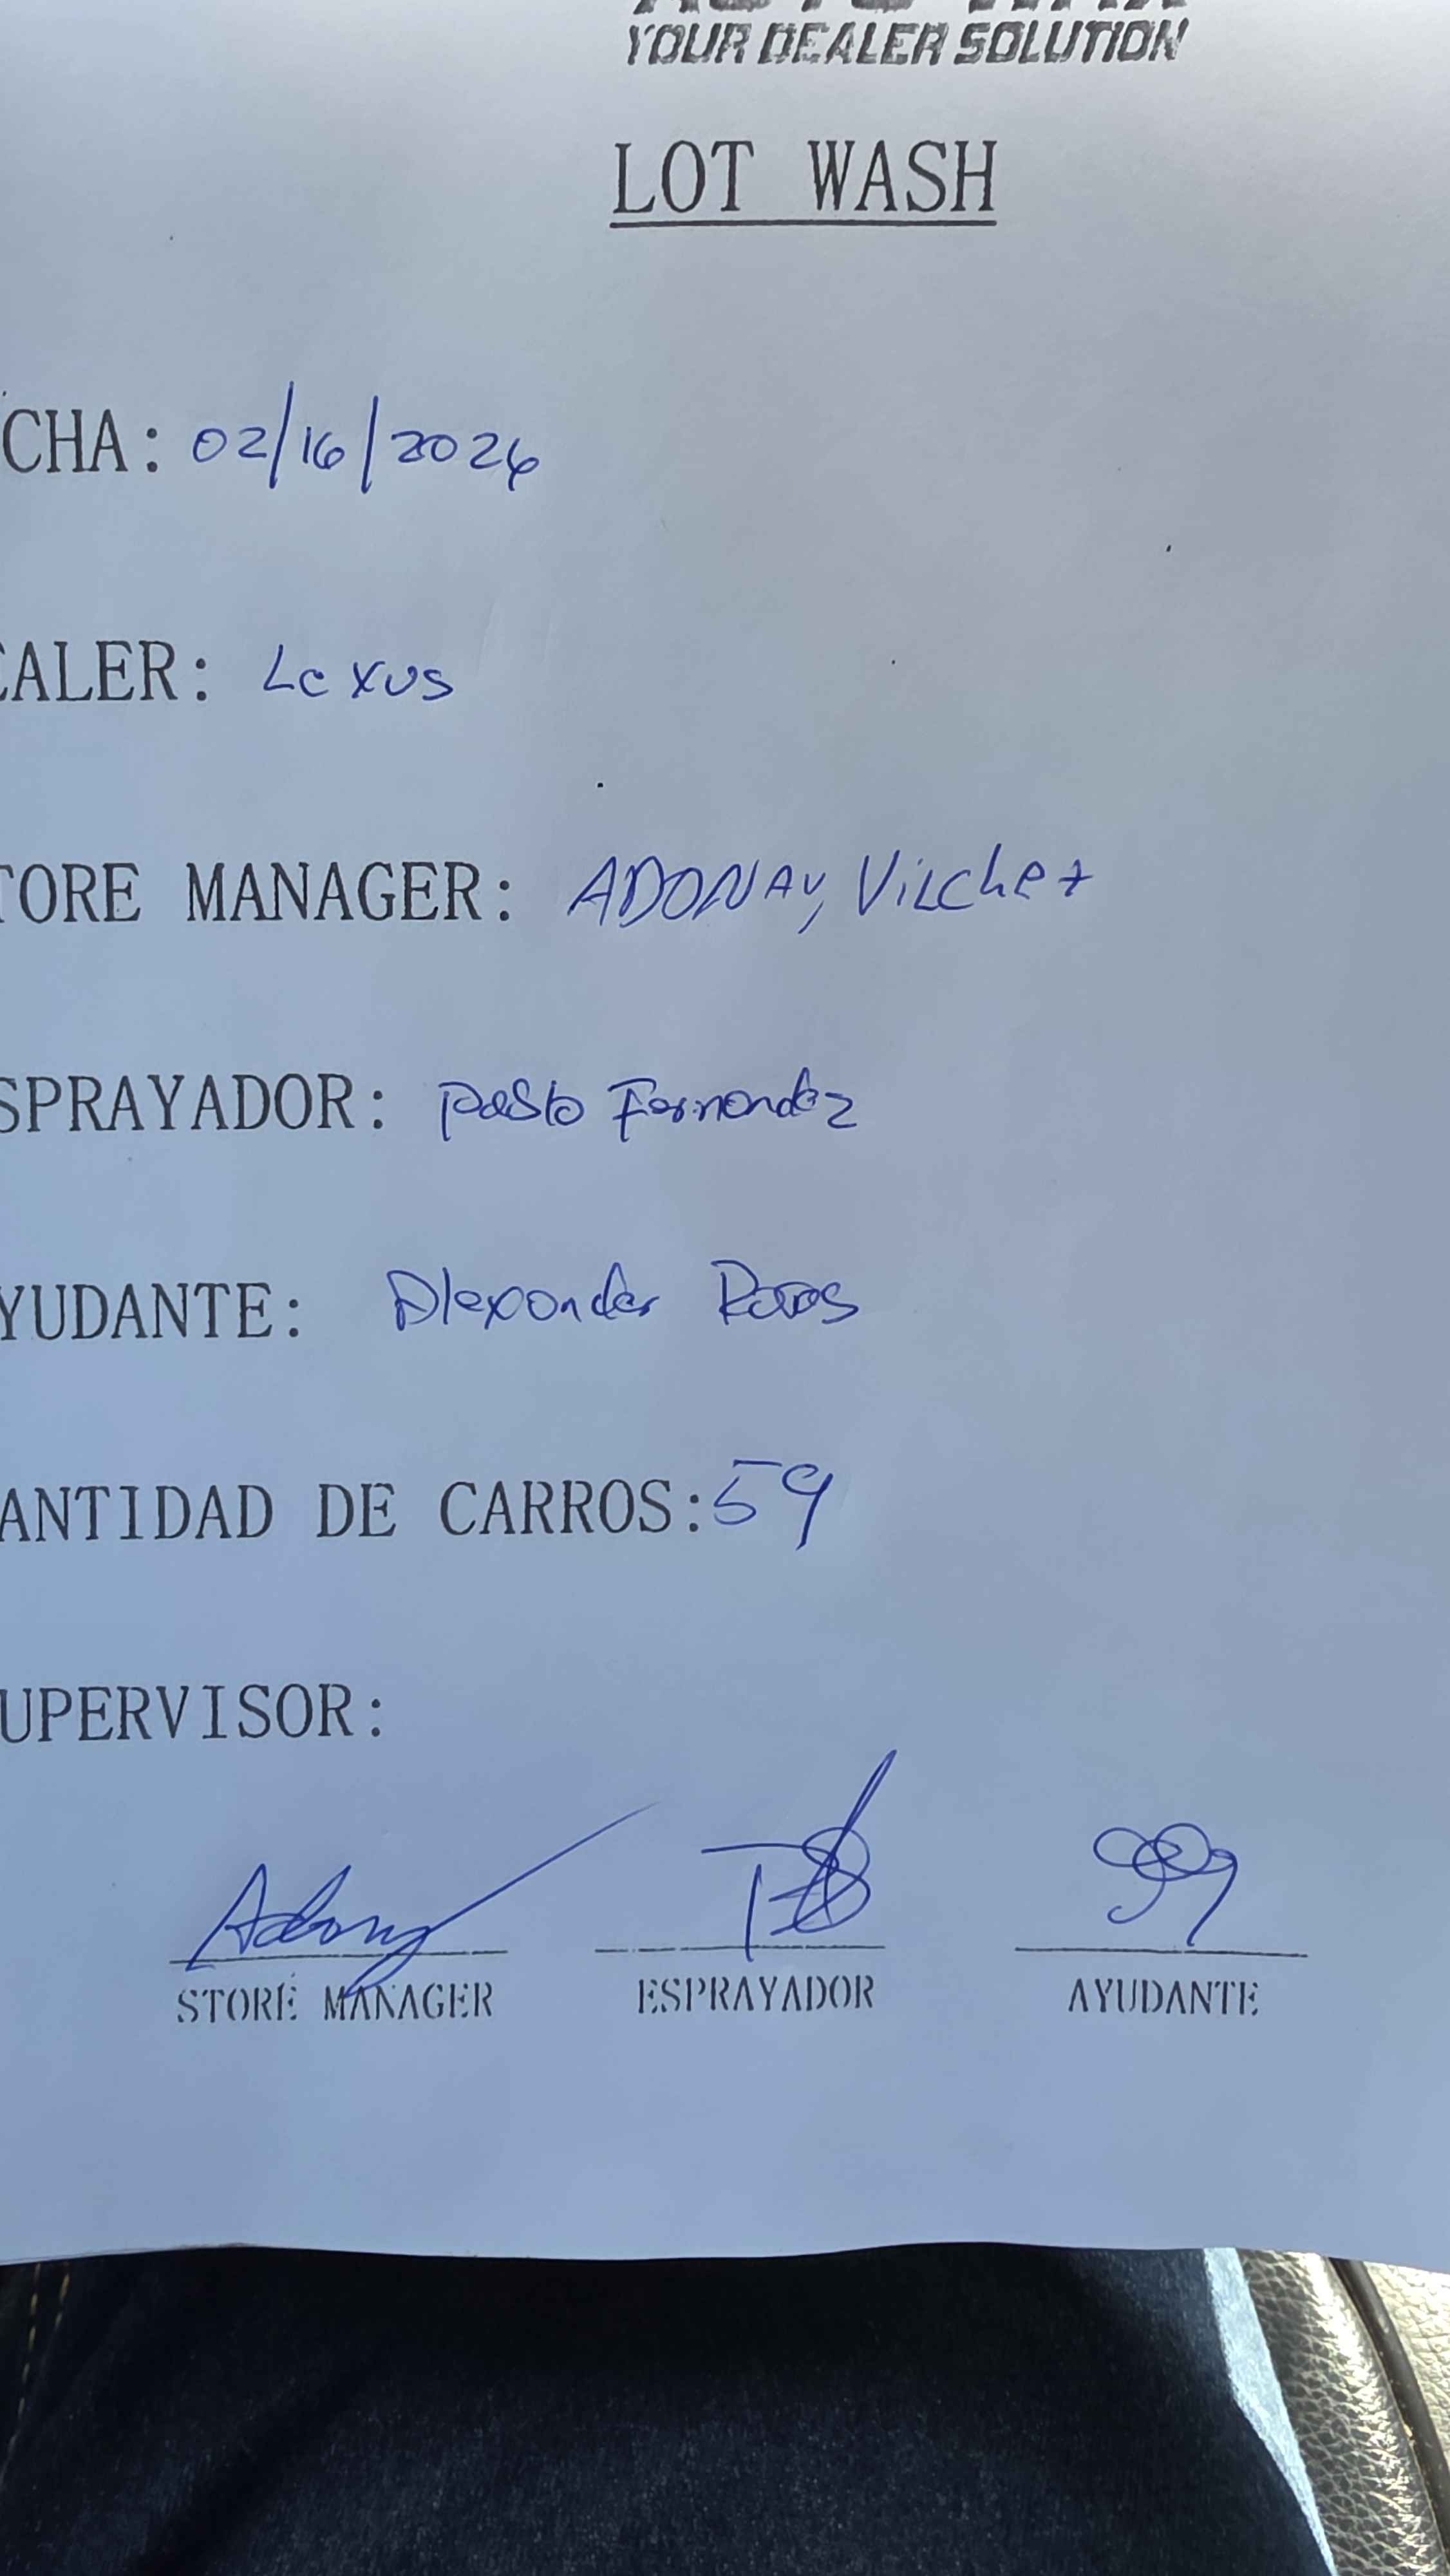 YOUR DEALER SOLUTION
LOT WASH
CHA: 02/16/2026
EALER: Lexus
TORE MANAGER: ADONAY, Vilchez
SPRAYADOR: Pablo Fernandez
YUDANTE: Alexander
ANTIDAD DE CARROS: 59
UPERVISOR:
STORE MANAGER ESPRAYADOR AYUDANTE